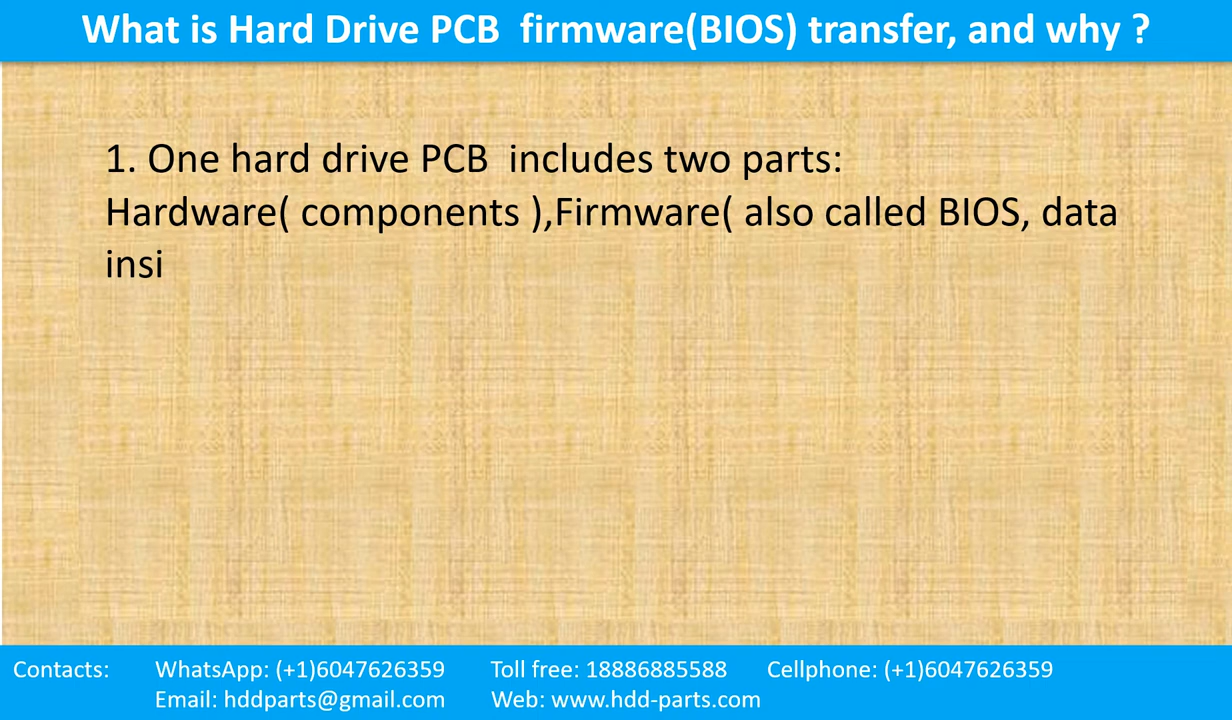 What is Hard Drive PCB  firmware(BIOS) transfer, and why ?
1. One hard drive PCB  includes two parts:
Hardware( components ),Firmware( also called BIOS, data
insi
Contacts: WhatsApp: (+1)6047626359 Toll free: 18886885588 Cellphone: (+1)6047626359
Email: hddparts@gmail.com Web: www.hdd-parts.com